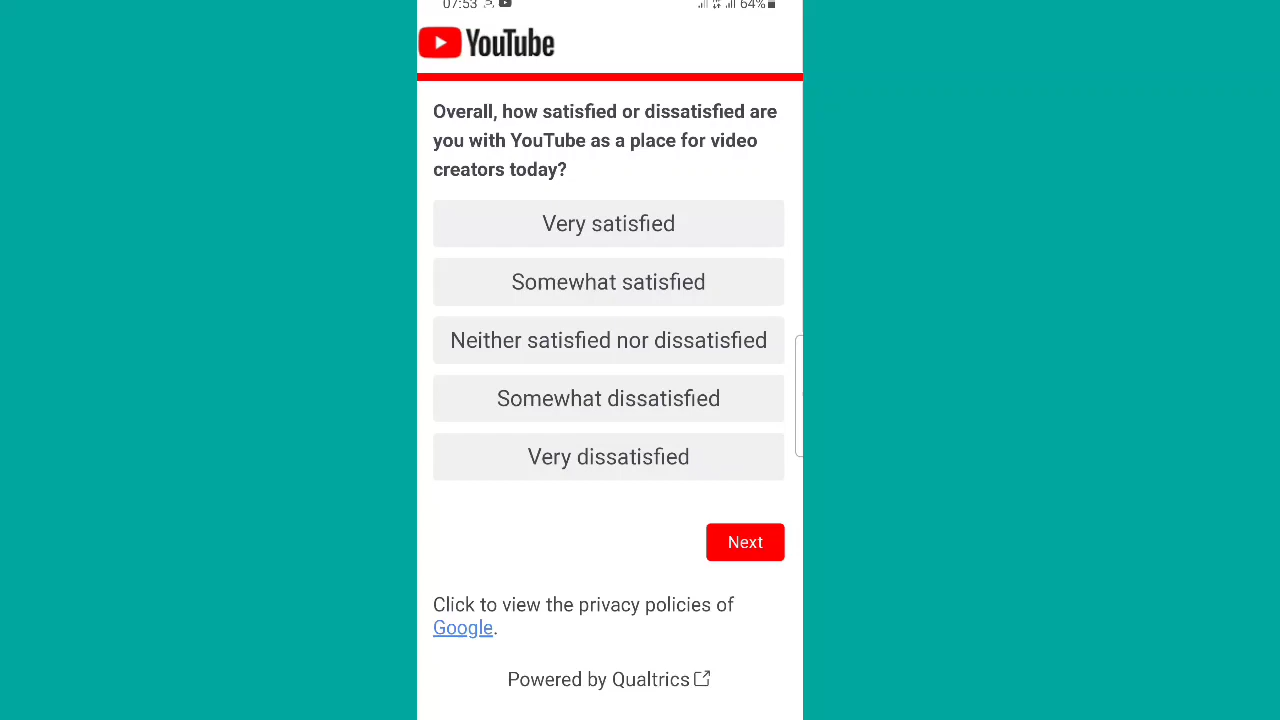 07:53 64%
YouTube
Overall, how satisfied or dissatisfied are
you with YouTube as a place for video
creators today?
Very satisfied
Somewhat satisfied
Neither satisfied nor dissatisfied
Somewhat dissatisfied
Very dissatisfied
Next
Click to view the privacy policies of
Google.
Powered by Qualtrics